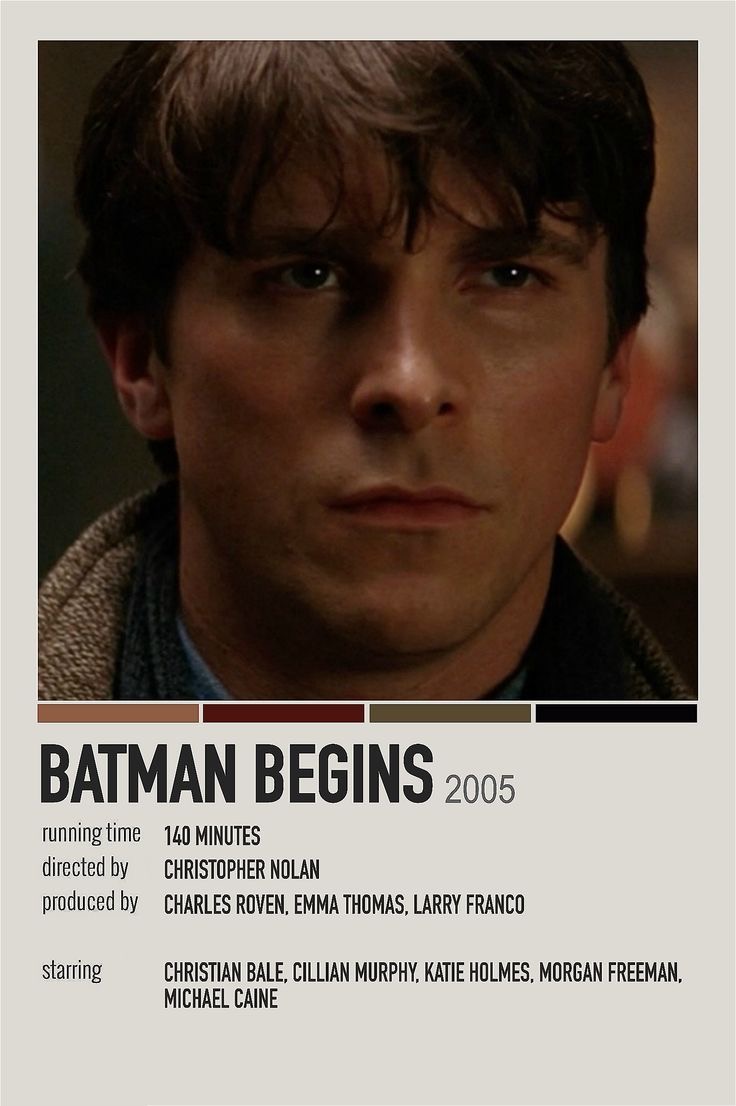 BATMAN BEGINS 2005
running time 140 MINUTES
directed by CHRISTOPHER NOLAN
produced by CHARLES ROVEN, EMMA THOMAS, LARRY FRANCO
starring CHRISTIAN BALE, CILLIAN MURPHY, KATIE HOLMES, MORGAN FREEMAN,
MICHAEL CAINE